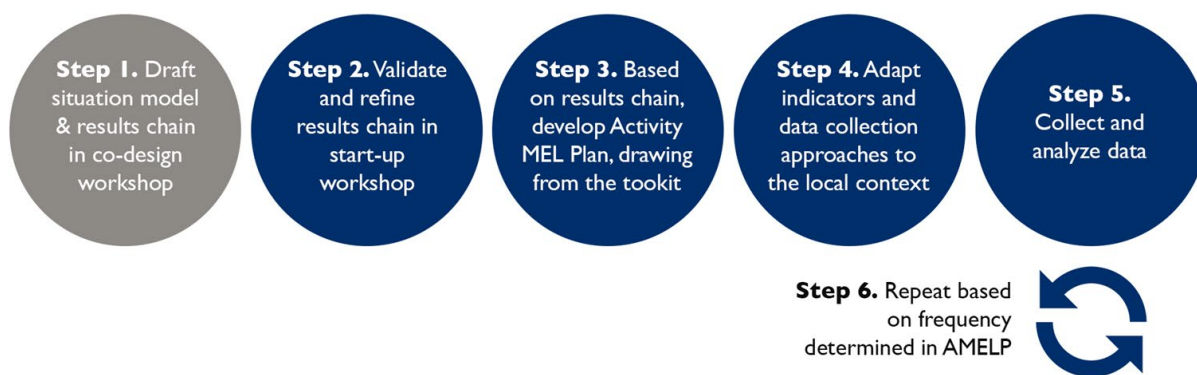 Step 1. Draft
situation model
& results chain
in co-design
workshop
Step 2. Validate
and refine
results chain in
start-up
workshop
Step 3. Based
on results chain,
develop Activity
MEL Plan, drawing
from the tookit
Step 4. Adapt
indicators and
data collection
approaches to
the local context
Step 5.
Collect and
analyze data
Step 6. Repeat based
on frequency
determined in AMELP